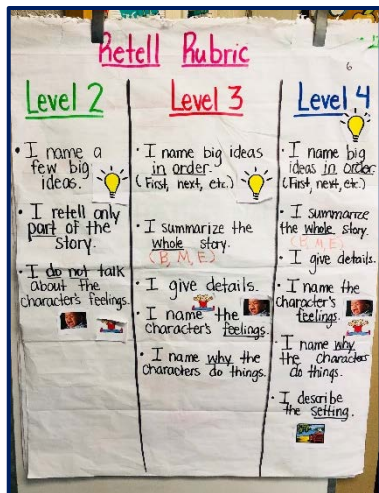 Retell Rubric
6
Level 2
• I name a
few big
ideas.
• I retell only
part of the
story.
• I do not talk
about the
character's feelings.
Level 3
• I name big ideas
in order.
(First, next, etc.)
• I summarize the
whole story.
(B, M, E)
• I give details.
• I name the
character's feelings.
• I name why the
characters do things.
Level 4
• I name big
ideas in order.
(First, next, etc.)
• I summarize
the whole story.
(B, M, E)
• I give details.
• I name the
character's
feelings.
• I name why
the characters
do things.
• I describe
the setting.